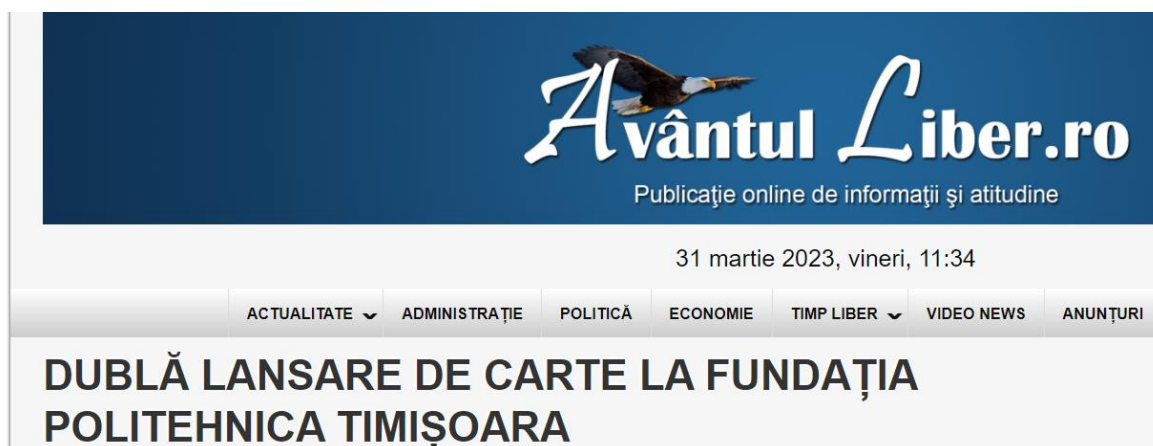 Avântul Liber.ro
Publicaţie online de informaţii şi atitudine
31 martie 2023, vineri, 11:34
ACTUALITATE ADMINISTRAȚIE POLITICĂ ECONOMIE TIMP LIBER VIDEO NEWS ANUNȚURI
DUBLĂ LANSARE DE CARTE LA FUNDAȚIA
POLITEHNICA TIMIȘOARA